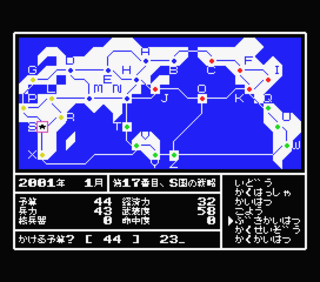 A
B
C
D
E
F
G
H
I
J
K
L
M
N
O
P
Q
R
S
T
U
V
W
X
Y
Z
2001年 1月
第17番目、S国の戦略
予算 44 経済力 32
兵力 43 武装度 58
核兵器 0 命中度 0
かける予算? [ 44 ] 23_
いどう
かくはっしゃ
かいはつ
こよう
ぶきかいはつ
かくせいぞう
かくかいはつ